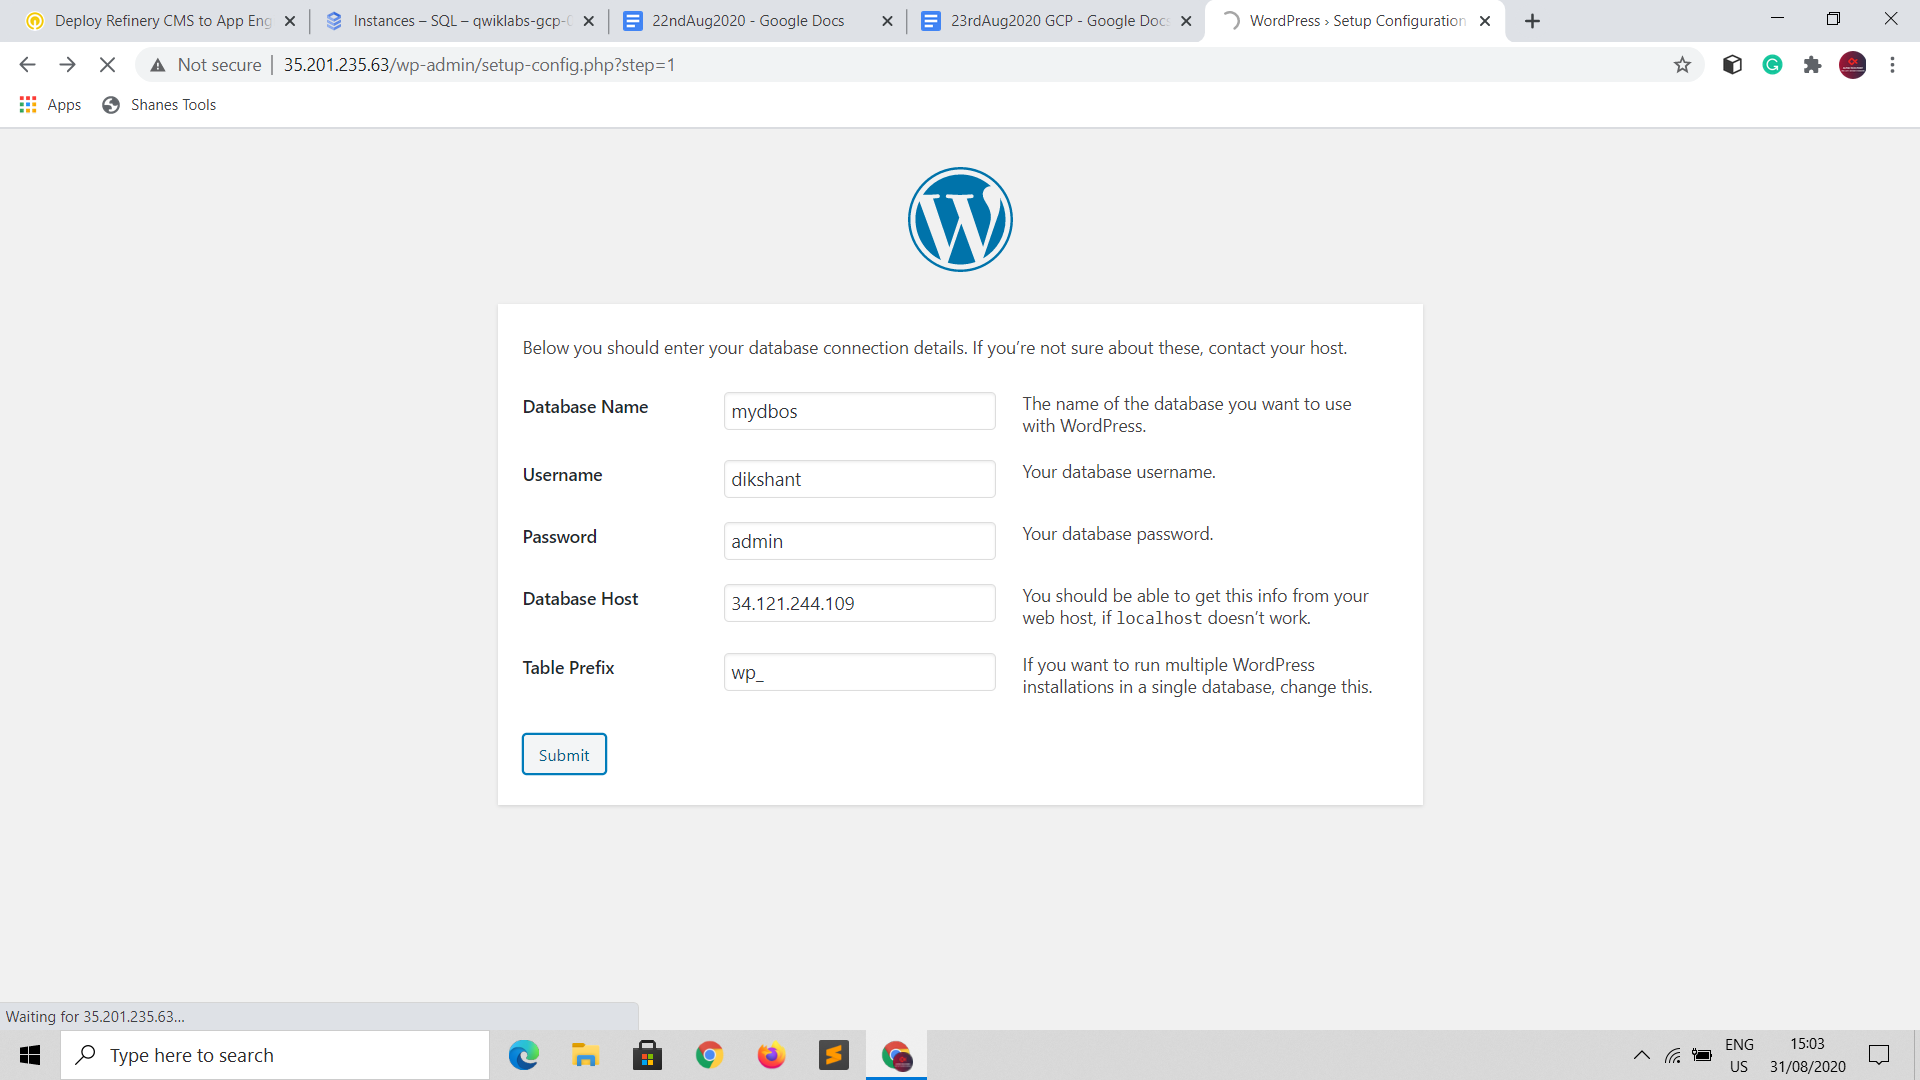 Deploy Refinery CMS to App Eng
Instances – SQL – qwiklabs-gcp-0
22ndAug2020 - Google Docs
23rdAug2020 GCP - Google Docs
WordPress › Setup Configuration
Not secure
35.201.235.63/wp-admin/setup-config.php?step=1
Apps
Shanes Tools
Below you should enter your database connection details. If you’re not sure about these, contact your host.
Database Name
mydbos
The name of the database you want to use
with WordPress.
Username
dikshant
Your database username.
Password
admin
Your database password.
Database Host
34.121.244.109
You should be able to get this info from your
web host, if localhost doesn’t work.
Table Prefix
wp_
If you want to run multiple WordPress
installations in a single database, change this.
Submit
Waiting for 35.201.235.63...
Type here to search
ENG
US
15:03
31/08/2020